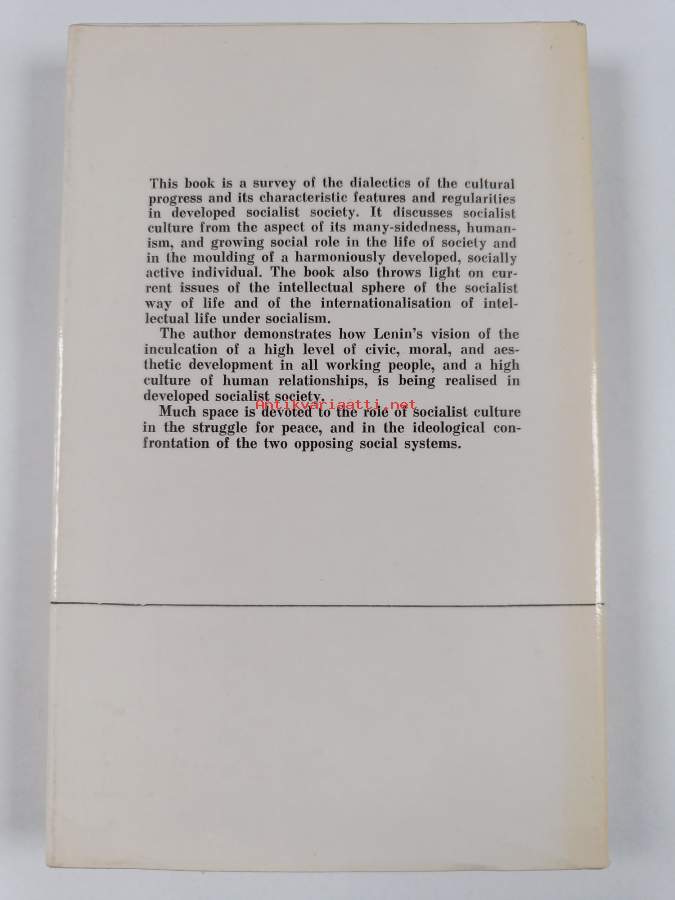 This book is a survey of the dialectics of the cultural
progress and its characteristic features and regularities
in developed socialist society. It discusses socialist
culture from the aspect of its many-sidedness, human-
ism, and growing social role in the life of society and
in the moulding of a harmoniously developed, socially
active individual. The book also throws light on cur-
rent issues of the intellectual sphere of the socialist
way of life and of the internationalisation of intel-
lectual life under socialism.
The author demonstrates how Lenin's vision of the
inculcation of a high level of civic, moral, and aes-
thetic development in all working people, and a high
culture of human relationships, is being realised in
developed socialist society.
Antikvariaatti.net
Much space is devoted to the role of socialist culture
in the struggle for peace, and in the ideological con-
frontation of the two opposing social systems.